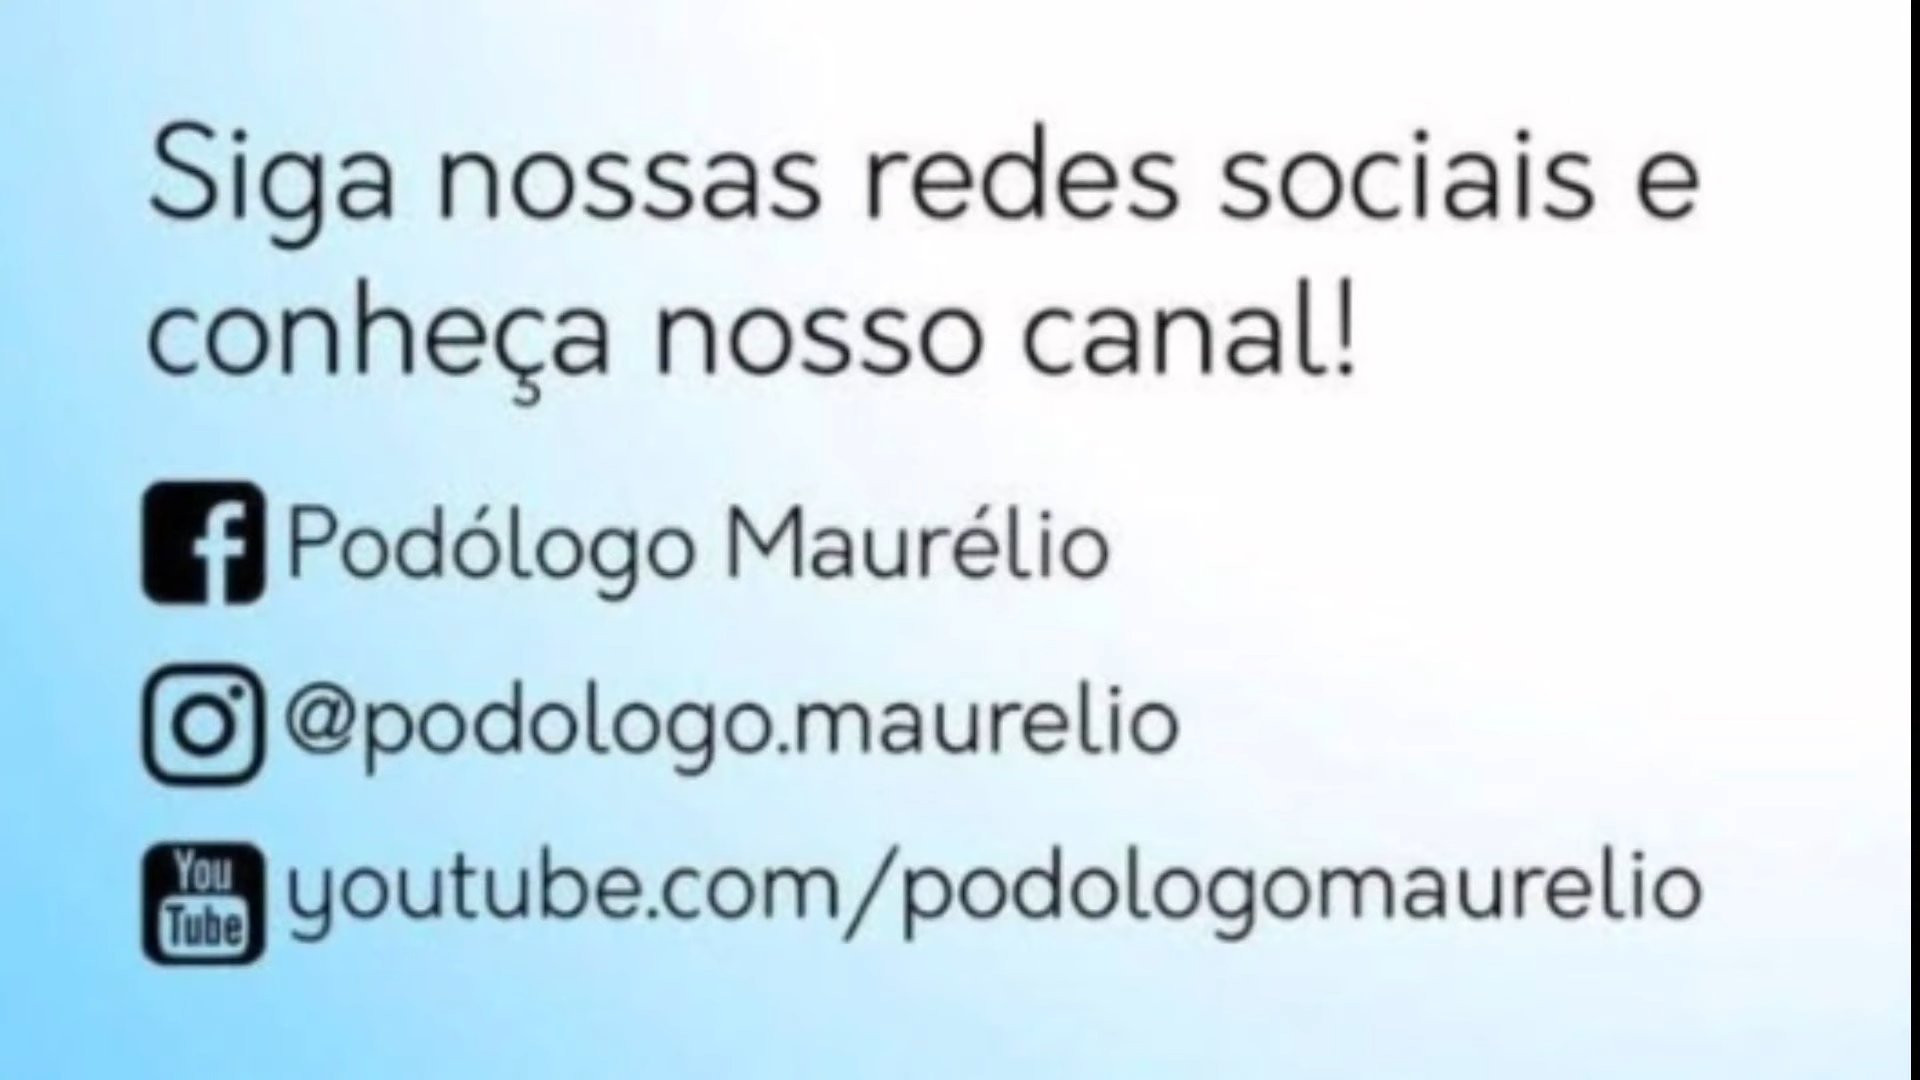 Siga nossas redes sociais e
conheça nosso canal!
f Podólogo Maurélio
@podologo.maurelio
You
Tube youtube.com/podologomaurelio